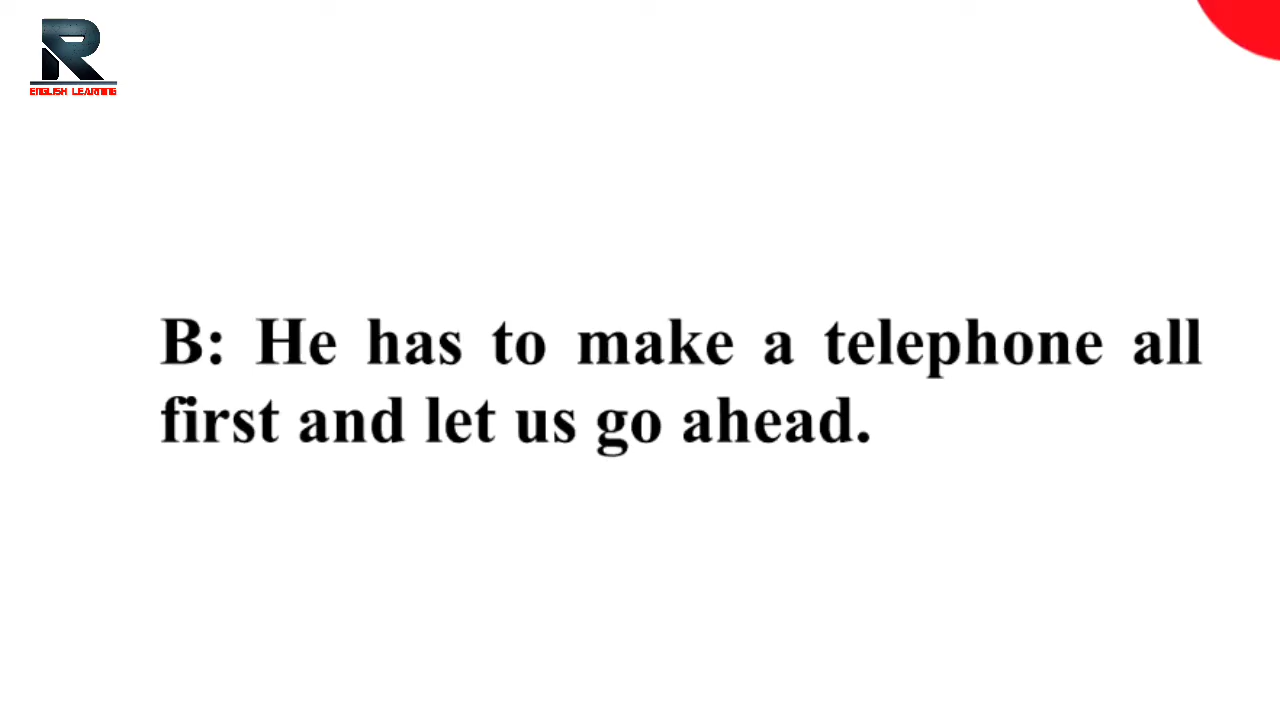 R
ENGLISH LEARNING
B: He has to make a telephone all
first and let us go ahead.